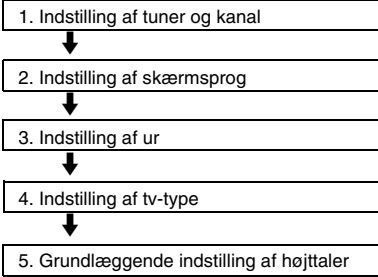 1. Indstilling af tuner og kanal
2. Indstilling af skærmsprog
3. Indstilling af ur
4. Indstilling af tv-type
5. Grundlæggende indstilling af højttaler